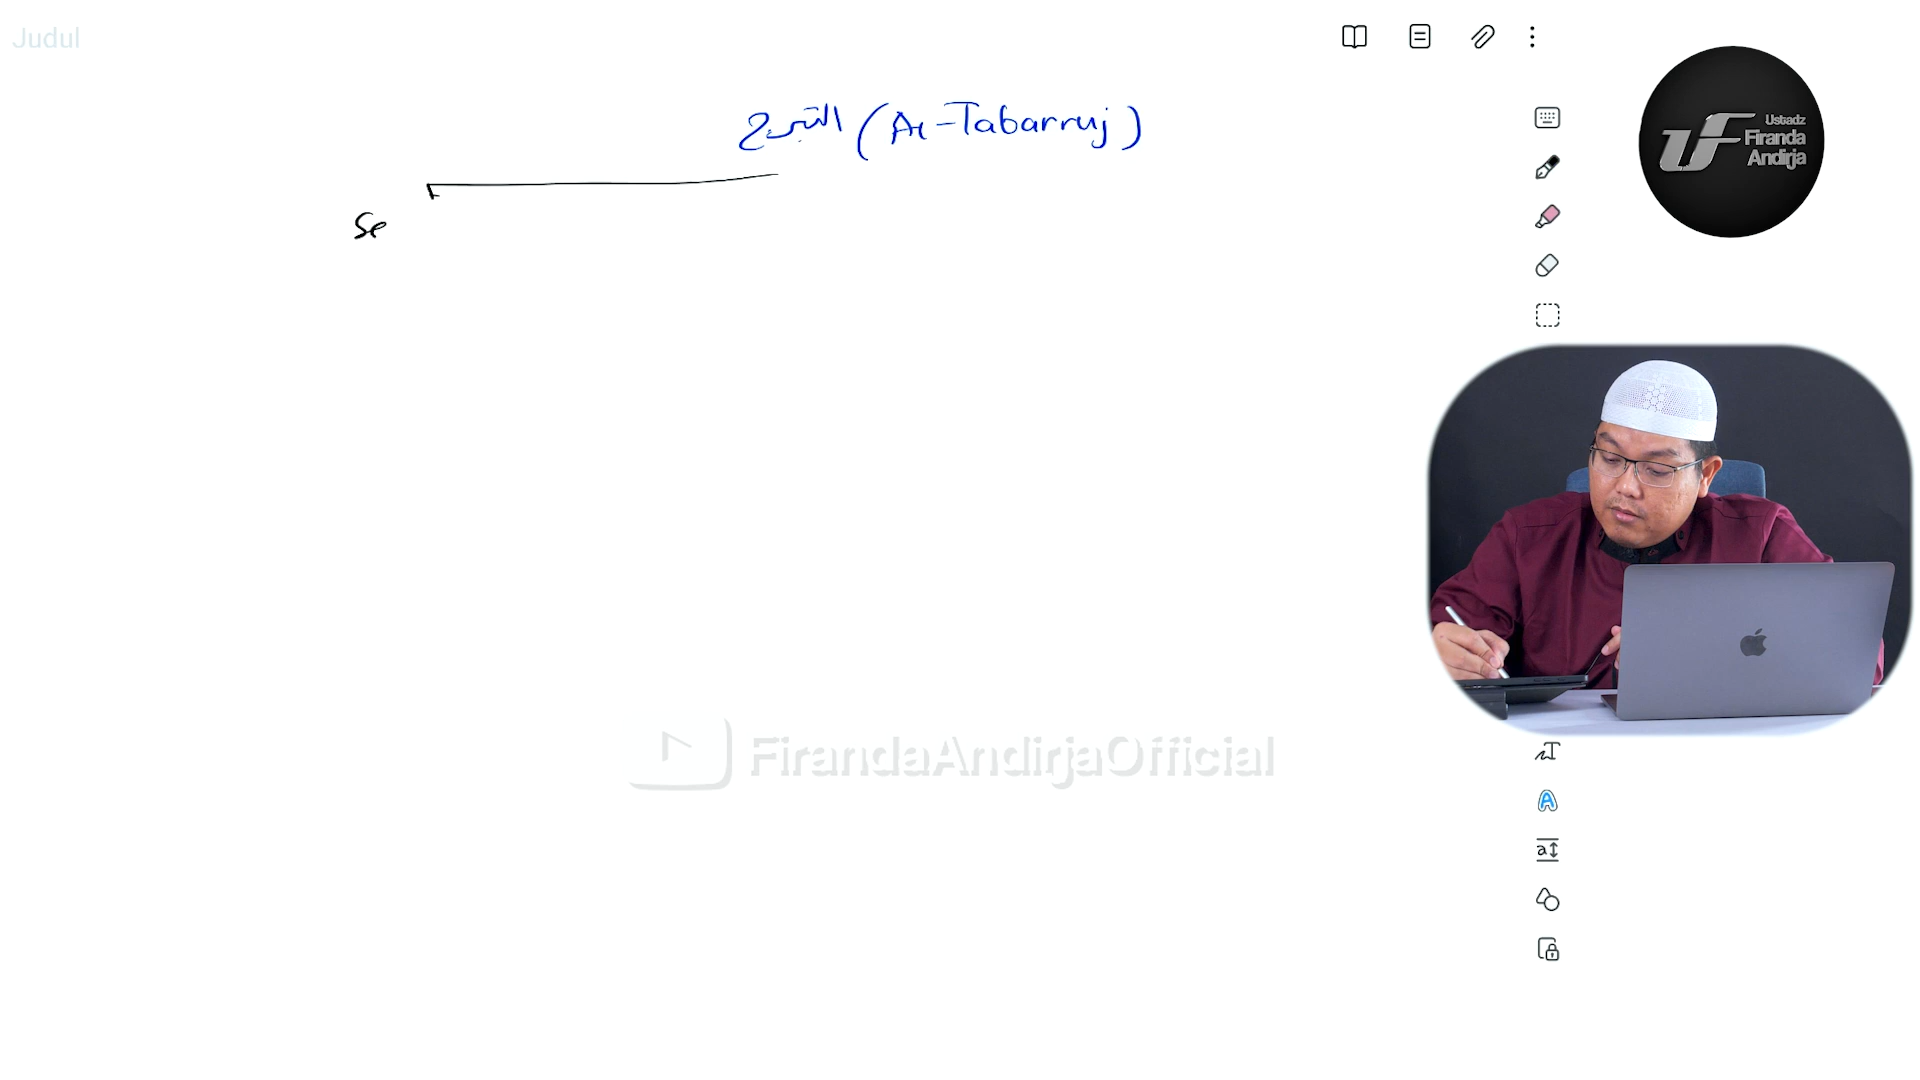 Judul
التبرج (At-Tabarruj)
Se
Ustadz
Firanda
Andirja
FirandaAndirjaOfficial